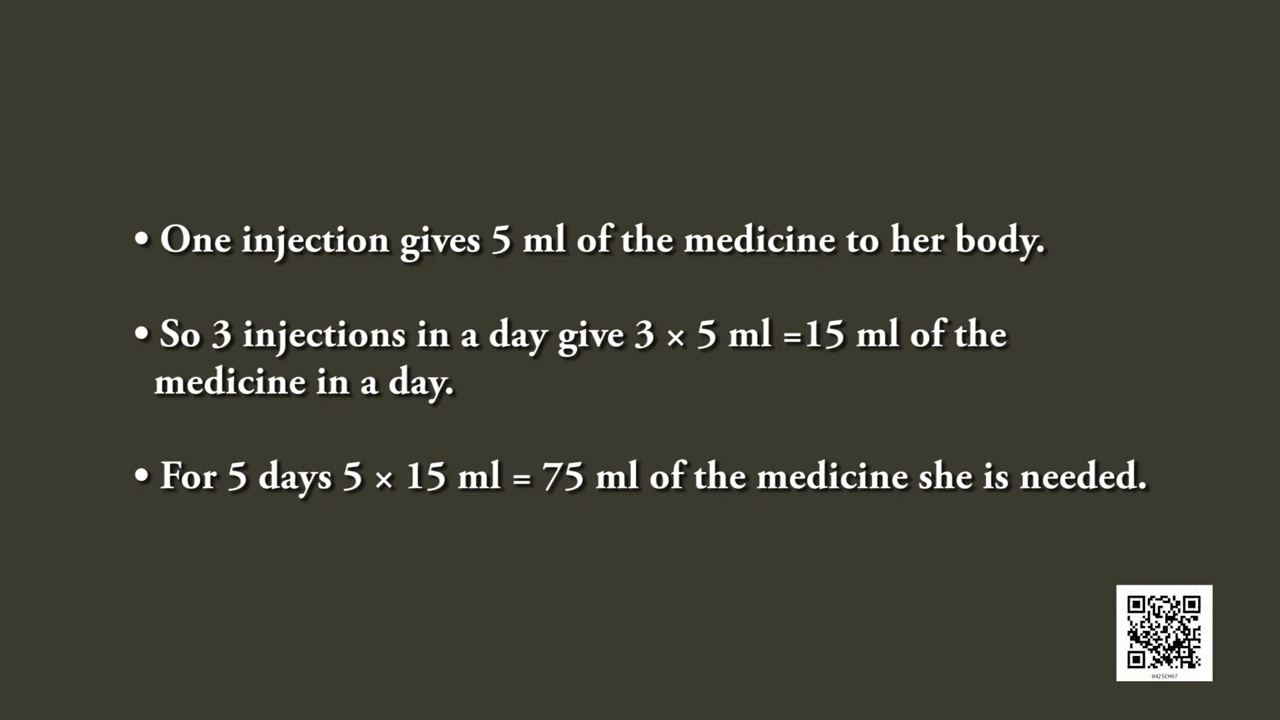 • One injection gives 5 ml of the medicine to her body.
• So 3 injections in a day give 3 × 5 ml =15 ml of the
medicine in a day.
• For 5 days 5 × 15 ml = 75 ml of the medicine she is needed.
0425CH07